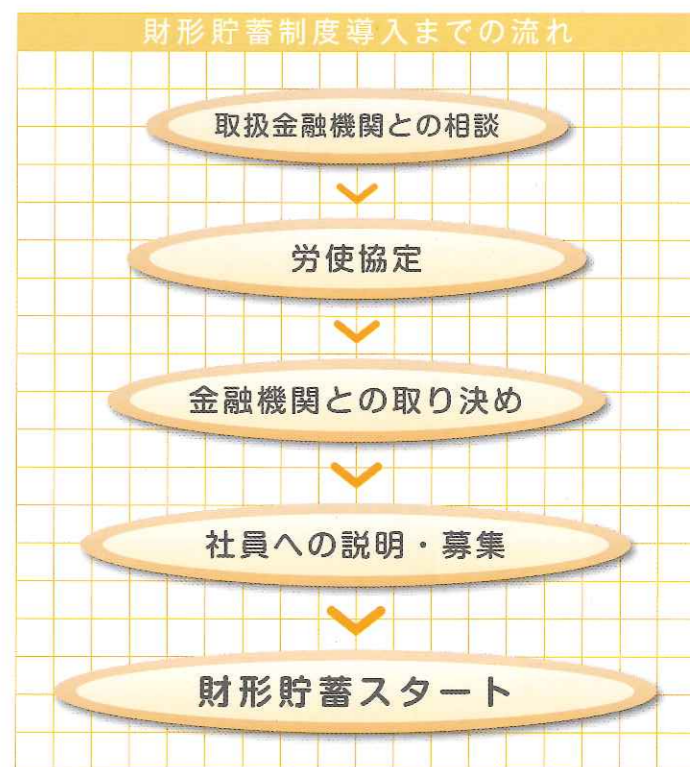 財形貯蓄制度導入までの流れ
取扱金融機関との相談
労使協定
金融機関との取り決め
社員への説明・募集
財形貯蓄スタート